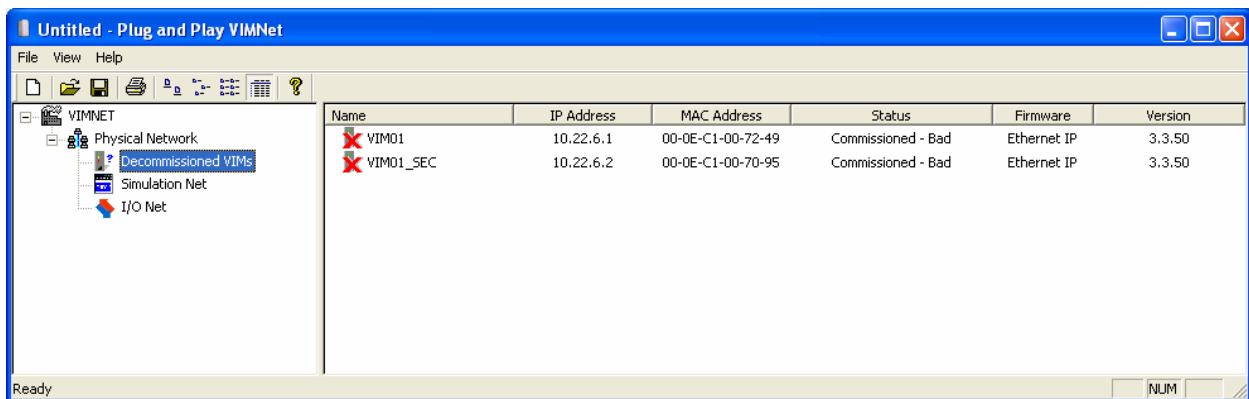 Untitled - Plug and Play VIMNet
File View Help
VIMNET
Physical Network
Decommissioned VIMs
Simulation Net
I/O Net
Name IP Address MAC Address Status Firmware Version
VIM01 10.22.6.1 00-0E-C1-00-72-49 Commissioned - Bad Ethernet IP 3.3.50
VIM01_SEC 10.22.6.2 00-0E-C1-00-70-95 Commissioned - Bad Ethernet IP 3.3.50
Ready NUM